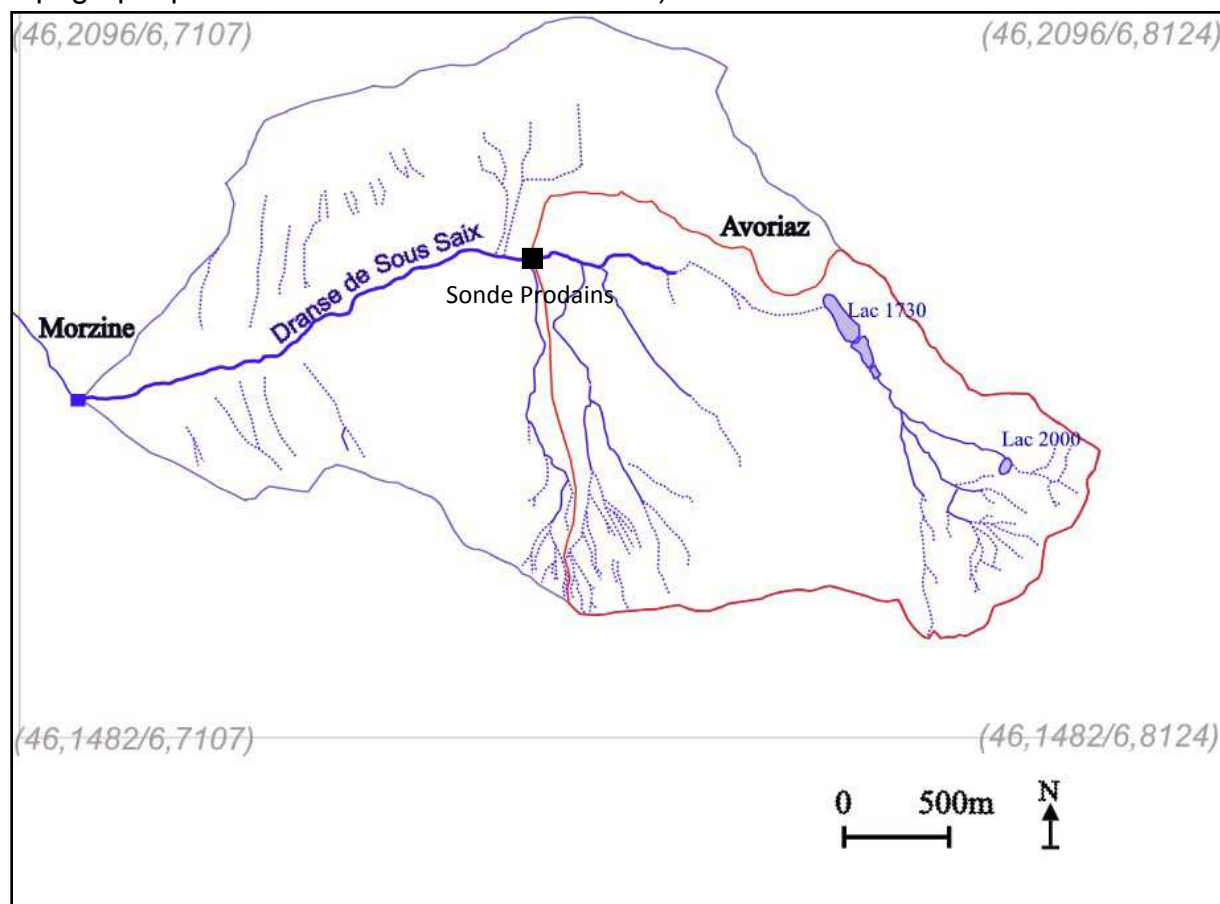 (46,2096/6,7107)
(46,2096/6,8124)
Avoriaz
Dranse de Sous Saix
Sonde Prodains
Lac 1730
Morzine
Lac 2000
(46,1482/6,7107)
(46,1482/6,8124)
0 500m N